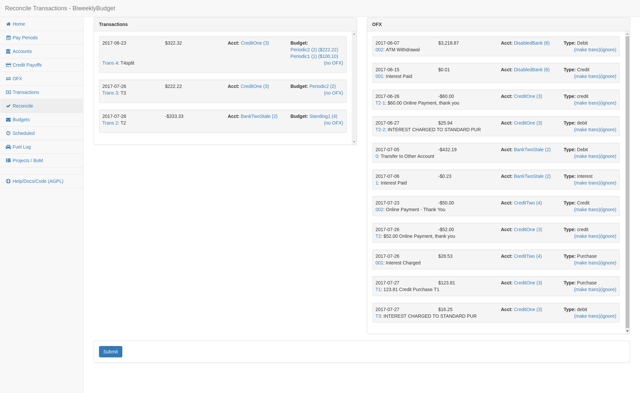 Reconcile Transactions - BiweeklyBudget
Home
Pay Periods
Accounts
Credit Payoffs
OFX
Transactions
Reconcile
Budgets
Scheduled
Fuel Log
Projects / BoM
Help/Docs/Code (AGPL)
Transactions
2017-08-23 $322.32 Acct: CreditOne (3) Budget:
Periodic2 (2) ($222.22)
Periodic1 (1) ($100.10)
Trans 4: T4split (no OFX)
2017-07-26 $222.22 Acct: CreditOne (3) Budget: Periodic2 (2)
Trans 3: T3 (no OFX)
2017-07-26 -$333.33 Acct: BankTwoStale (2) Budget: Standing1 (4)
Trans 2: T2 (no OFX)
OFX
2017-06-07 $3,218.87 Acct: DisabledBank (6) Type: Debit
002: ATM Withdrawal (make trans)(ignore)
2017-06-15 $0.01 Acct: DisabledBank (6) Type: Credit
001: Interest Paid (make trans)(ignore)
2017-06-26 -$60.00 Acct: CreditOne (3) Type: credit
T2-1: $60.00 Online Payment, thank you (make trans)(ignore)
2017-06-27 $25.94 Acct: CreditOne (3) Type: debit
T2-2: INTEREST CHARGED TO STANDARD PUR (make trans)(ignore)
2017-07-05 -$432.19 Acct: BankTwoStale (2) Type: Debit
0: Transfer to Other Account (make trans)(ignore)
2017-07-06 -$0.23 Acct: BankTwoStale (2) Type: Interest
1: Interest Paid (make trans)(ignore)
2017-07-23 -$50.00 Acct: CreditTwo (4) Type: Credit
002: Online Payment - Thank You (make trans)(ignore)
2017-07-26 -$52.00 Acct: CreditOne (3) Type: credit
T2: $52.00 Online Payment, thank you (make trans)(ignore)
2017-07-26 $28.53 Acct: CreditTwo (4) Type: Purchase
001: Interest Charged (make trans)(ignore)
2017-07-27 $123.81 Acct: CreditOne (3) Type: Purchase
T1: 123.81 Credit Purchase T1 (make trans)(ignore)
2017-07-27 $16.25 Acct: CreditOne (3) Type: debit
T3: INTEREST CHARGED TO STANDARD PUR (make trans)(ignore)
Submit